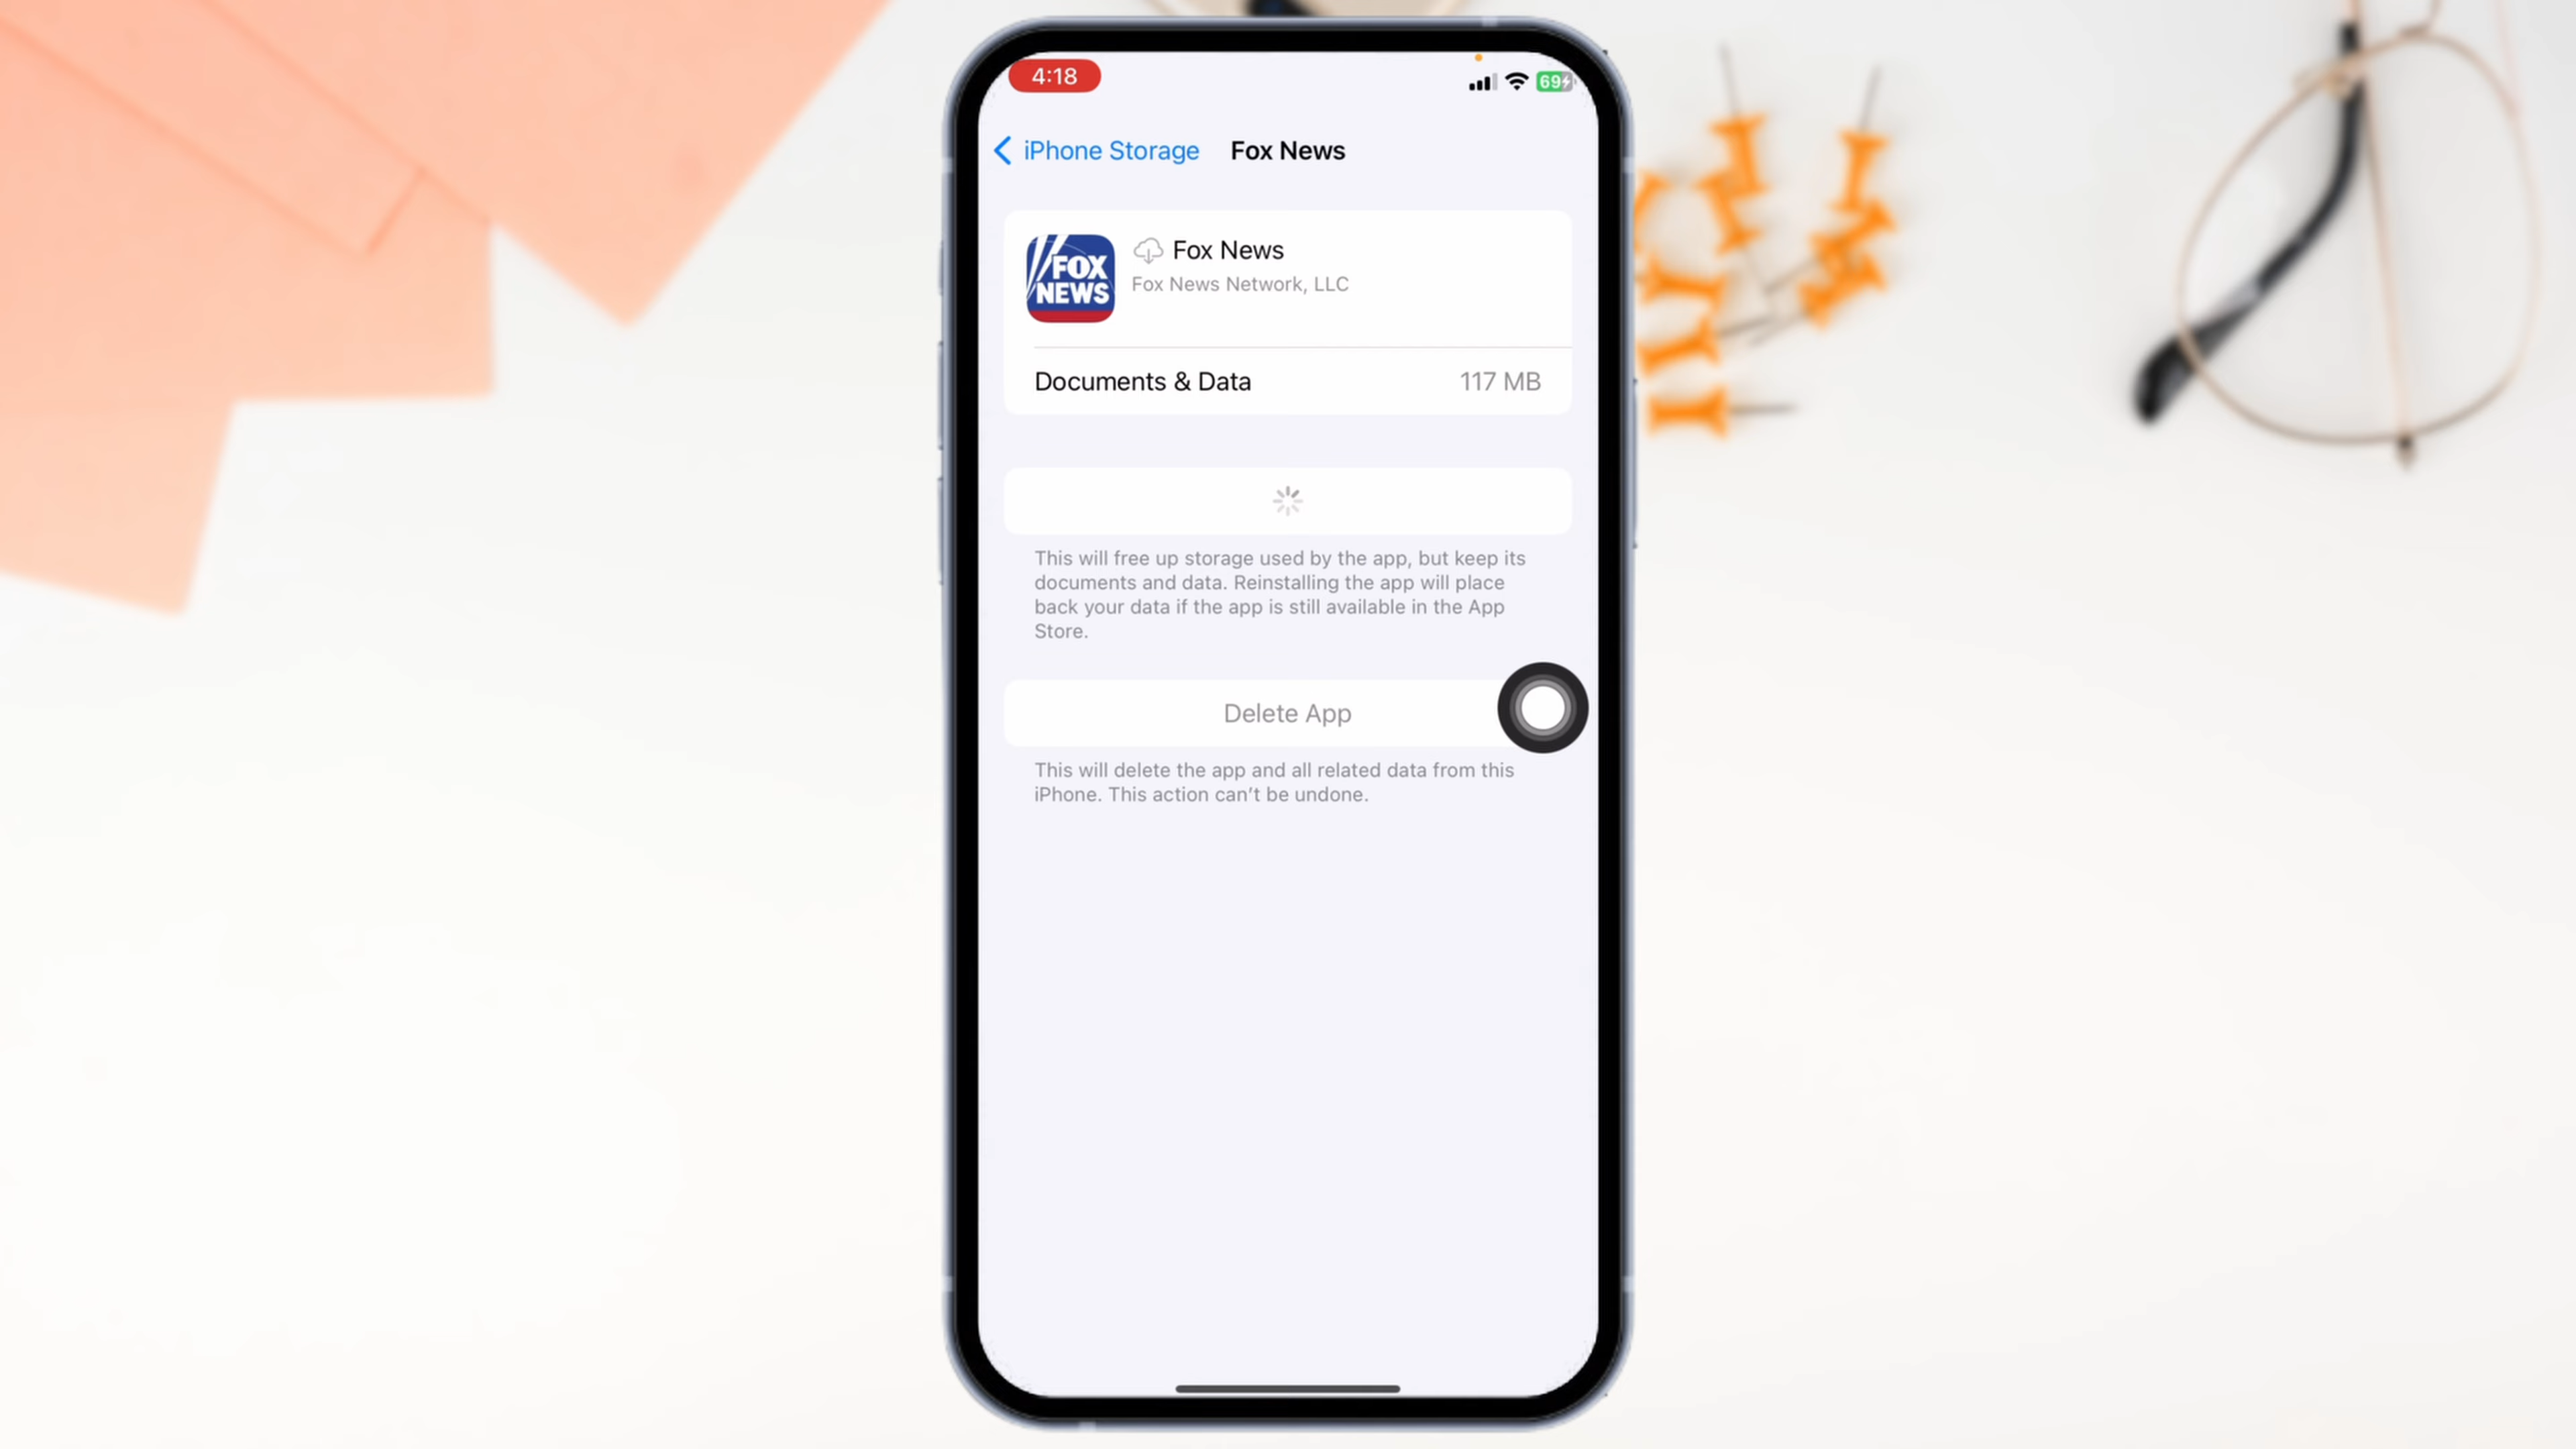 4:18
69
iPhone Storage Fox News
FOX
NEWS
Fox News
Fox News Network, LLC
Documents & Data 117 MB
This will free up storage used by the app, but keep its
documents and data. Reinstalling the app will place
back your data if the app is still available in the App
Store.
Delete App
This will delete the app and all related data from this
iPhone. This action can’t be undone.